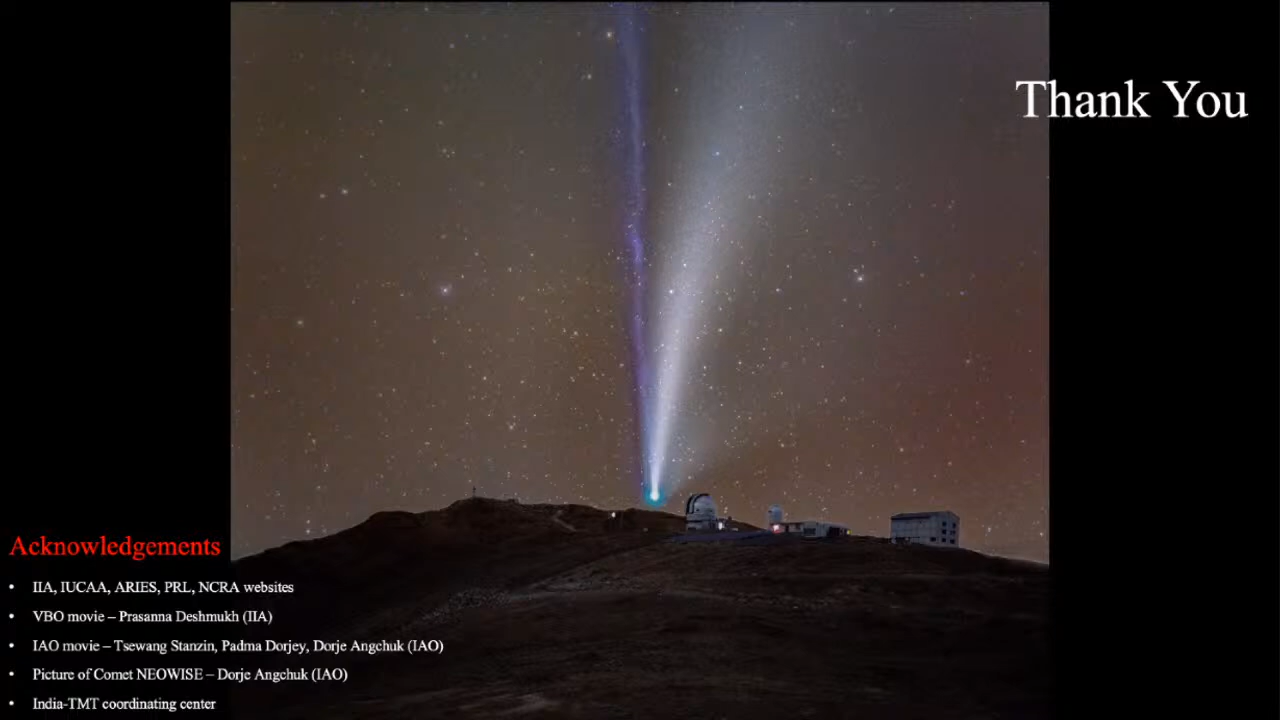 Thank You
Acknowledgements
• IIA, IUCAA, ARIES, PRL, NCRA websites
• VBO movie – Prasanna Deshmukh (IIA)
• IAO movie – Tsewang Stanzin, Padma Dorjey, Dorje Angchuk (IAO)
• Picture of Comet NEOWISE – Dorje Angchuk (IAO)
• India-TMT coordinating center